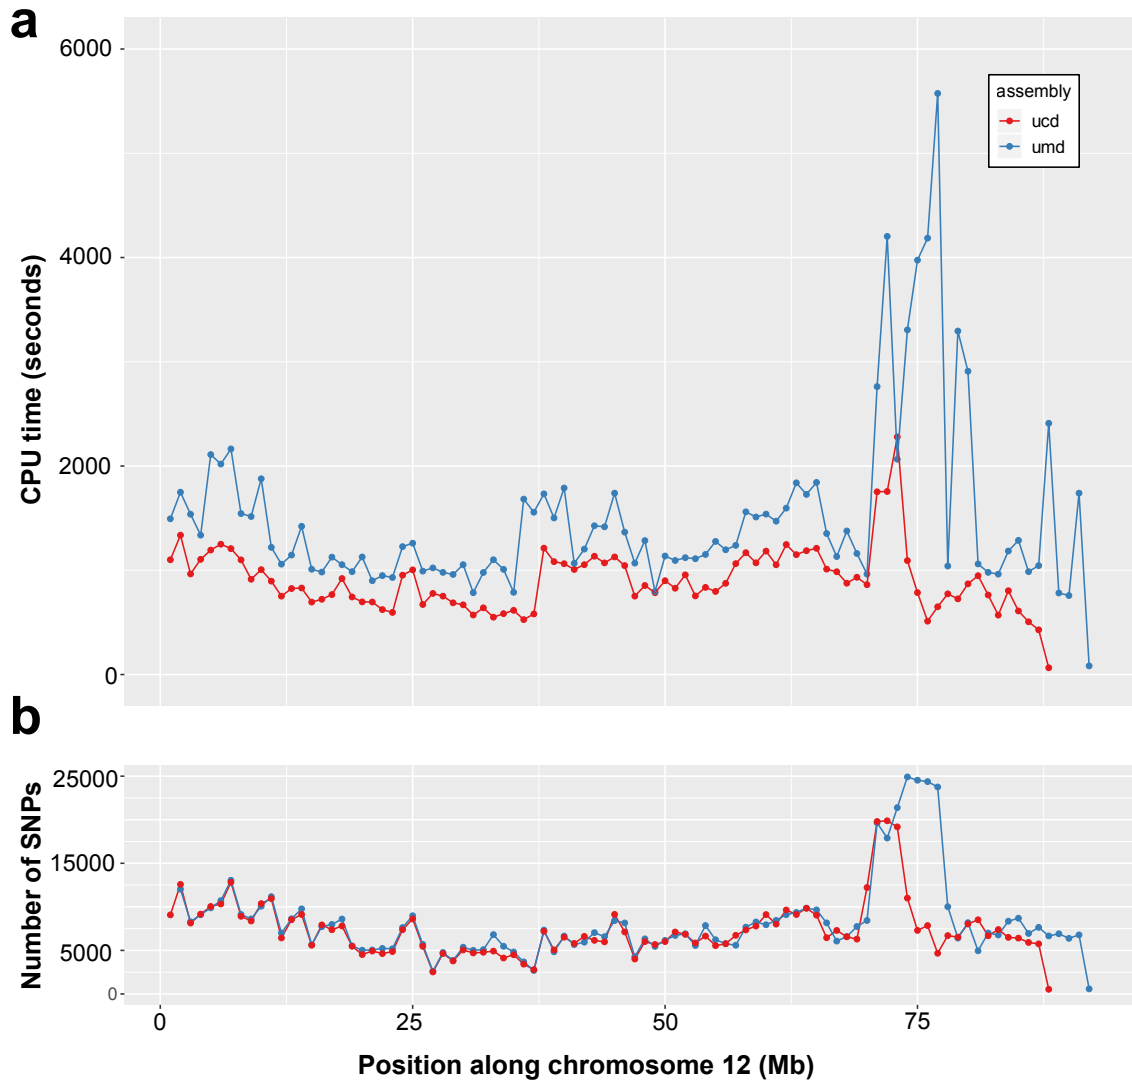 a
CPU time (seconds)
6000
4000
2000
0
assembly
ucd
umd
b
Number of SNPs
25000
15000
5000
0
0 25 50 75
Position along chromosome 12 (Mb)